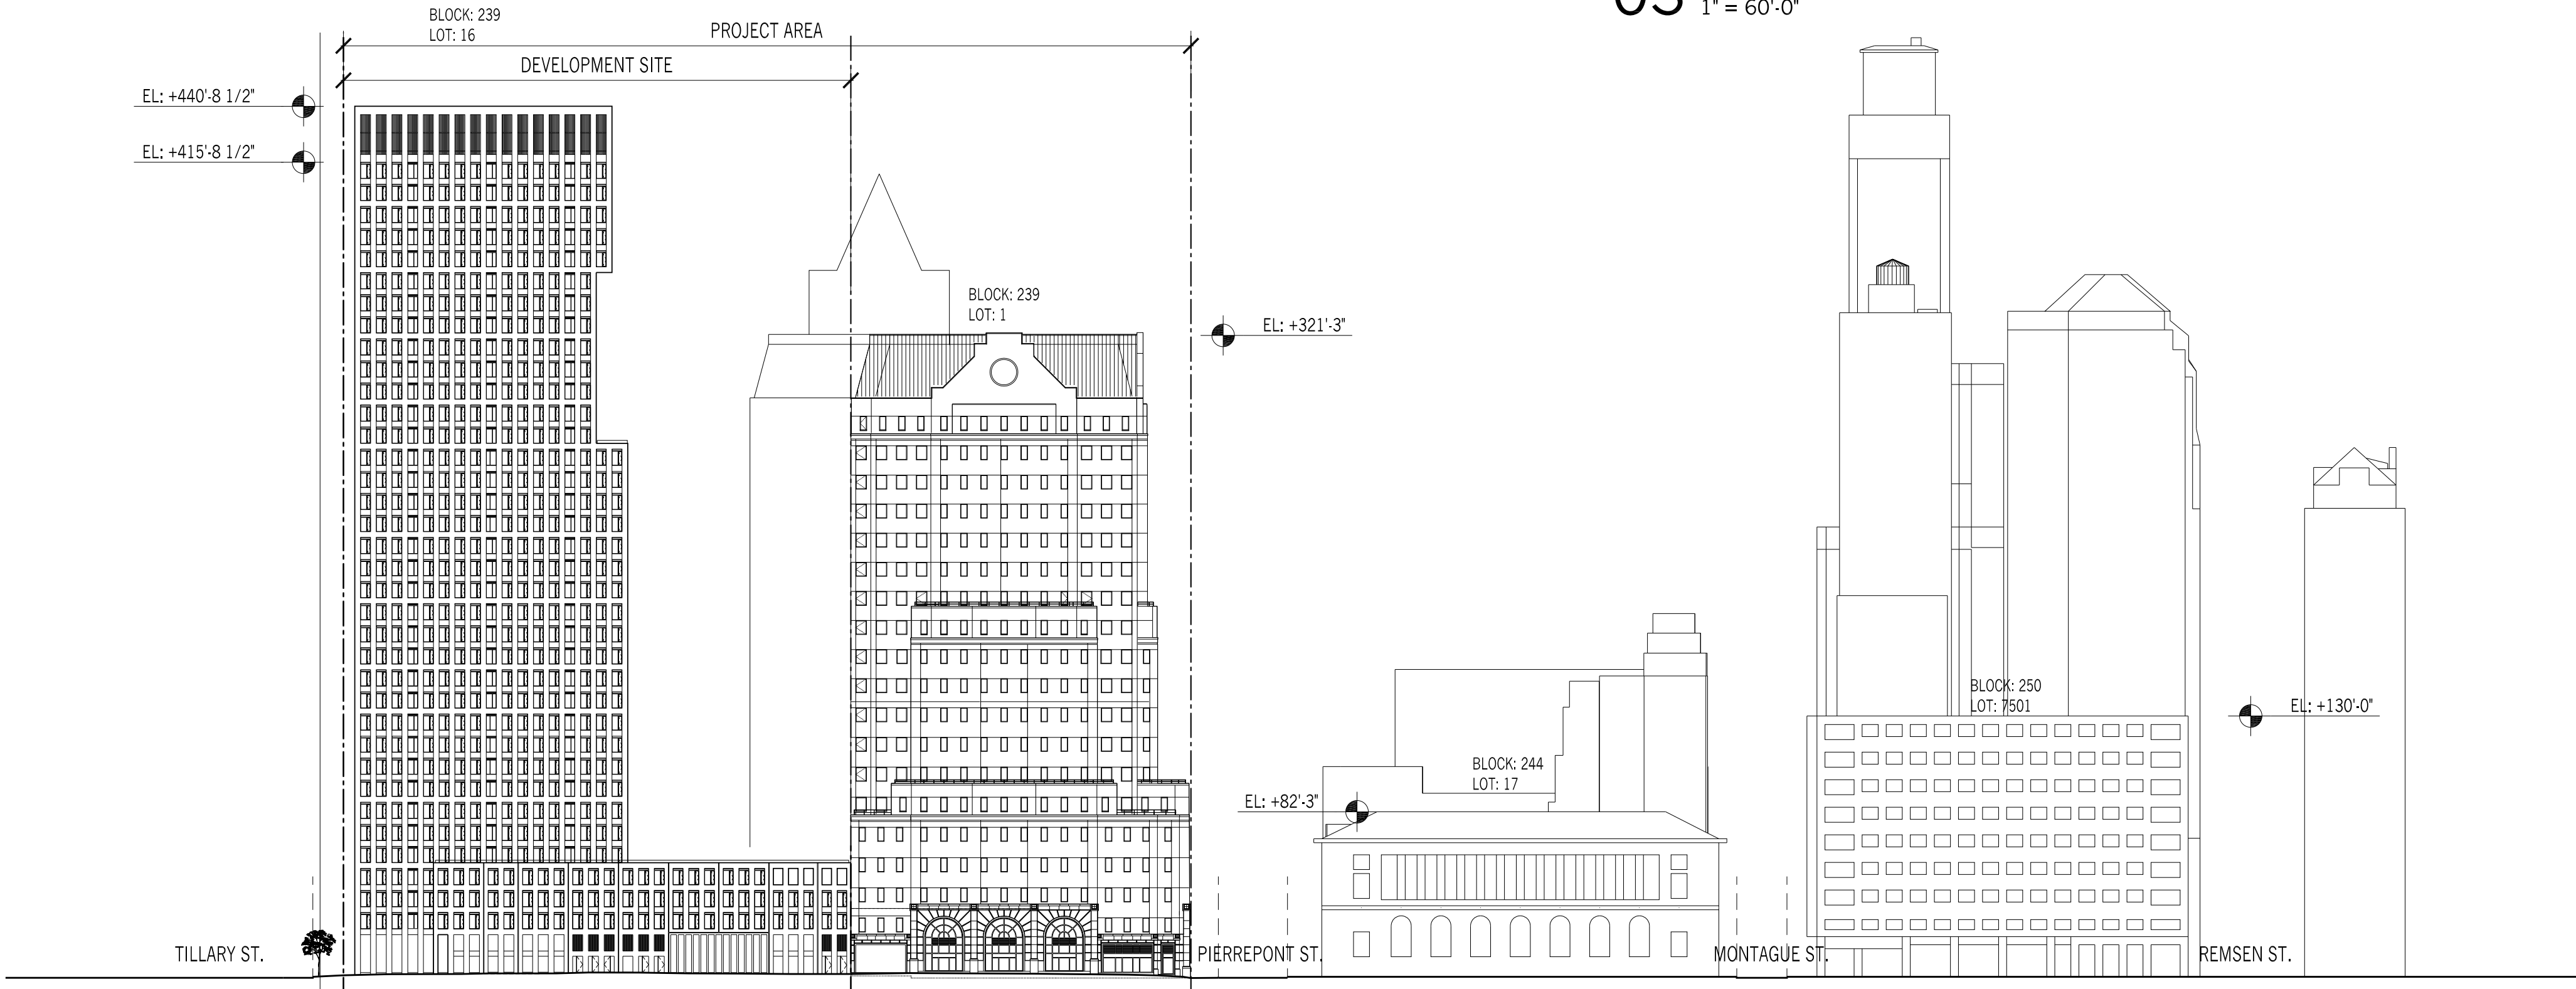 03
1" = 60'-0"
BLOCK: 239
LOT: 16
PROJECT AREA
DEVELOPMENT SITE
EL: +440'-8 1/2"
EL: +415'-8 1/2"
BLOCK: 239
LOT: 1
EL: +321'-3"
BLOCK: 250
LOT: 7501
EL: +130'-0"
BLOCK: 244
LOT: 17
EL: +82'-3"
TILLARY ST.
PIERREPONT ST.
MONTAGUE ST.
REMSEN ST.